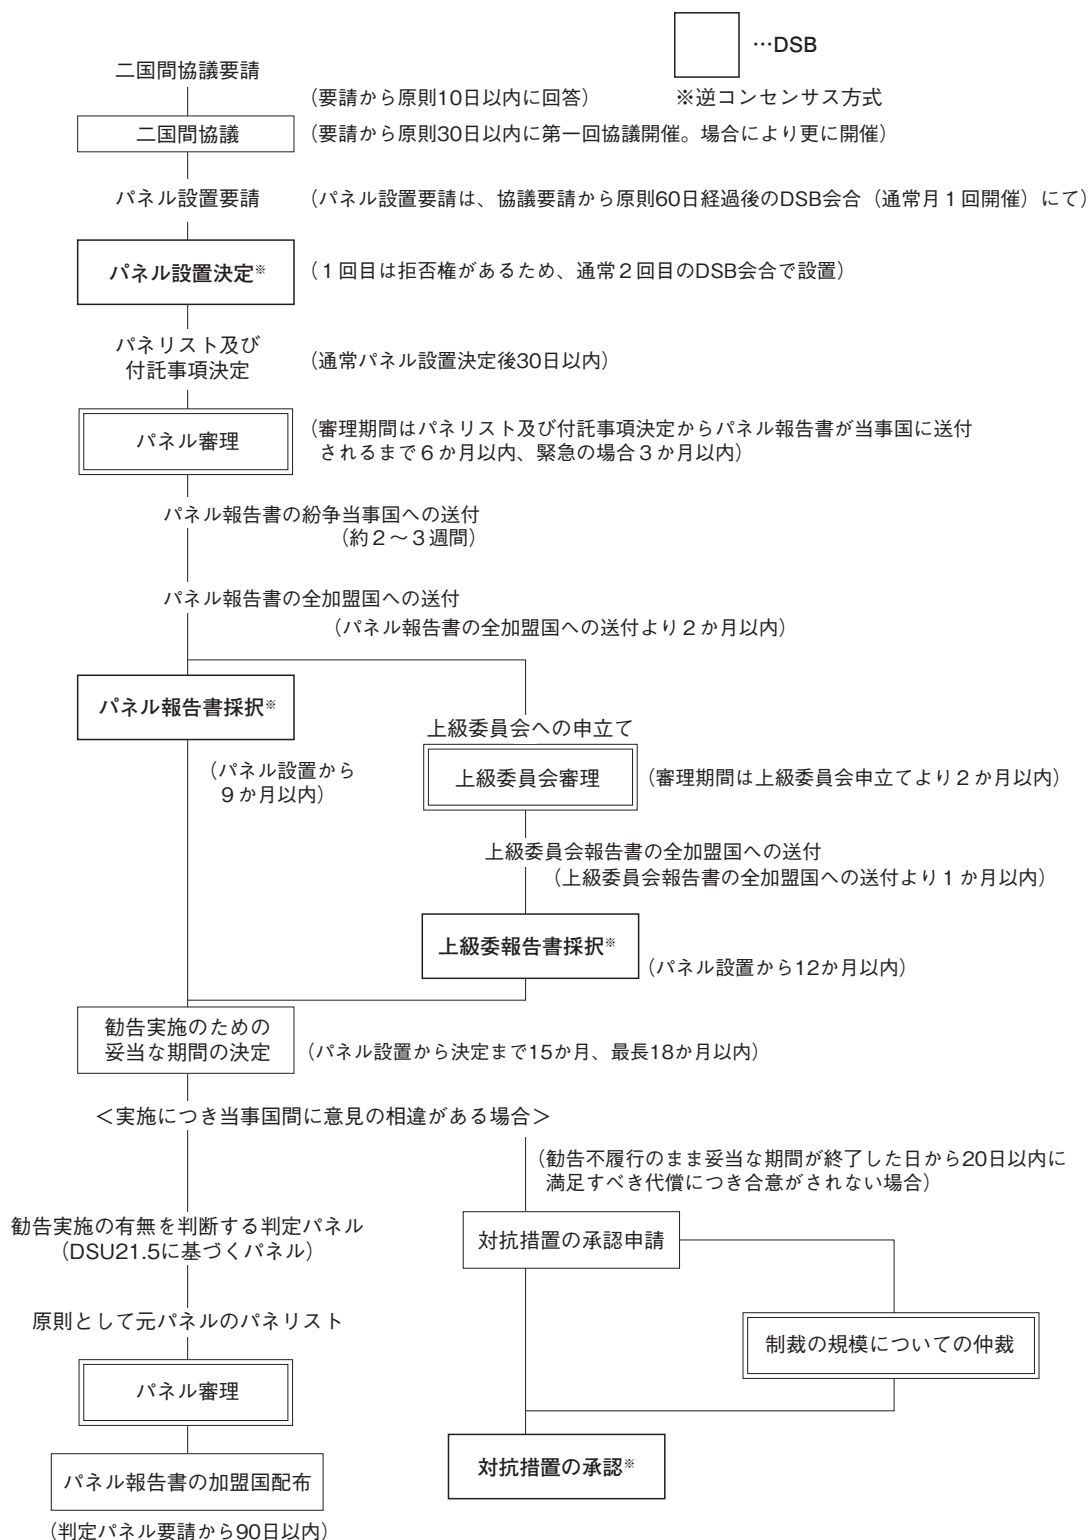 …DSB
※逆コンセンサス方式
二国間協議要請
（要請から原則10日以内に回答）
二国間協議
（要請から原則30日以内に第一回協議開催。場合により更に開催）
パネル設置要請
（パネル設置要請は、協議要請から原則60日経過後のDSB会合（通常月１回開催）にて）
パネル設置決定※
（１回目は拒否権があるため、通常２回目のDSB会合で設置）
パネリスト及び
付託事項決定
（通常パネル設置決定後30日以内）
パネル審理
（審理期間はパネリスト及び付託事項決定からパネル報告書が当事国に送付
されるまで６か月以内、緊急の場合３か月以内）
パネル報告書の紛争当事国への送付
（約２～３週間）
パネル報告書の全加盟国への送付
（パネル報告書の全加盟国への送付より２か月以内）
パネル報告書採択※
（パネル設置から
９か月以内）
上級委員会への申立て
上級委員会審理
（審理期間は上級委員会申立てより２か月以内）
上級委員会報告書の全加盟国への送付
（上級委員会報告書の全加盟国への送付より１か月以内）
上級委報告書採択※
（パネル設置から12か月以内）
勧告実施のための
妥当な期間の決定
（パネル設置から決定まで15か月、最長18か月以内）
＜実施につき当事国間に意見の相違がある場合＞
（勧告不履行のまま妥当な期間が終了した日から20日以内に
満足すべき代償につき合意がされない場合）
勧告実施の有無を判断する判定パネル
（DSU21.5に基づくパネル）
対抗措置の承認申請
原則として元パネルのパネリスト
制裁の規模についての仲裁
パネル審理
対抗措置の承認※
パネル報告書の加盟国配布
（判定パネル要請から90日以内）